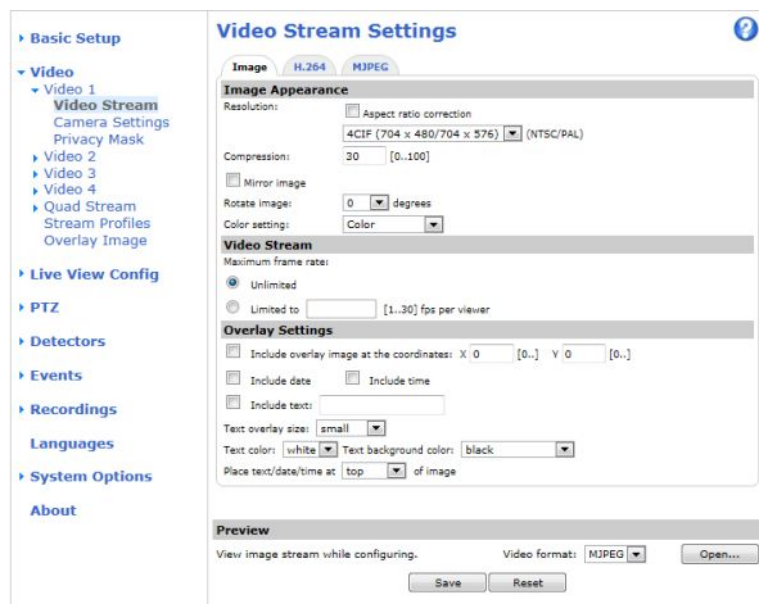 Basic Setup
Video
Video 1
Video Stream
Camera Settings
Privacy Mask
Video 2
Video 3
Video 4
Quad Stream
Stream Profiles
Overlay Image
Live View Config
PTZ
Detectors
Events
Recordings
Languages
System Options
About
Video Stream Settings
?
Image H.264 MJPEG
Image Appearance
Resolution: Aspect ratio correction
4CIF (704 x 480/704 x 576) (NTSC/PAL)
Compression: 30 [0..100]
Mirror image
Rotate image: 0 degrees
Color setting: Color
Video Stream
Maximum frame rate:
Unlimited
Limited to [1..30] fps per viewer
Overlay Settings
Include overlay image at the coordinates: X 0 [0..] Y 0 [0..]
Include date Include time
Include text:
Text overlay size: small
Text color: white Text background color: black
Place text/date/time at top of image
Preview
View image stream while configuring. Video format: MJPEG Open...
Save Reset